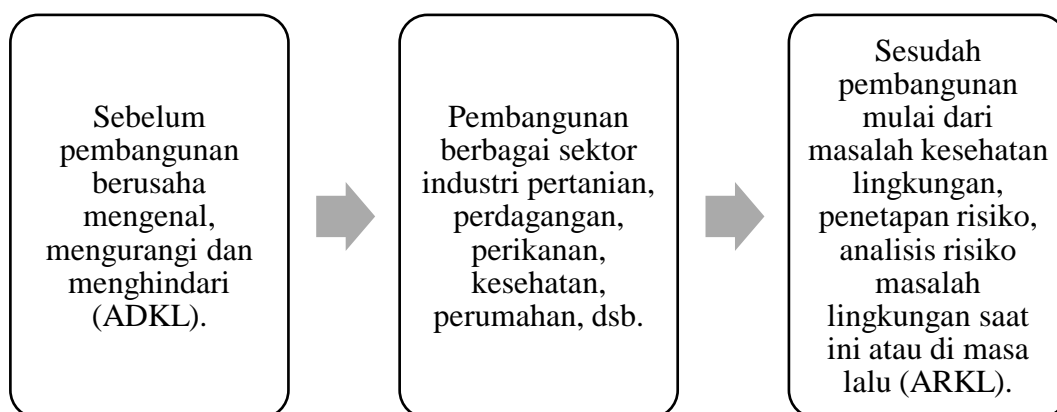 Sebelum
pembangunan
berusaha
mengenal,
mengurangi dan
menghindari
(ADKL).
Pembangunan
berbagai sektor
industri pertanian,
perdagangan,
perikanan,
kesehatan,
perumahan, dsb.
Sesudah
pembangunan
mulai dari
masalah kesehatan
lingkungan,
penetapan risiko,
analisis risiko
masalah
lingkungan saat
ini atau di masa
lalu (ARKL).